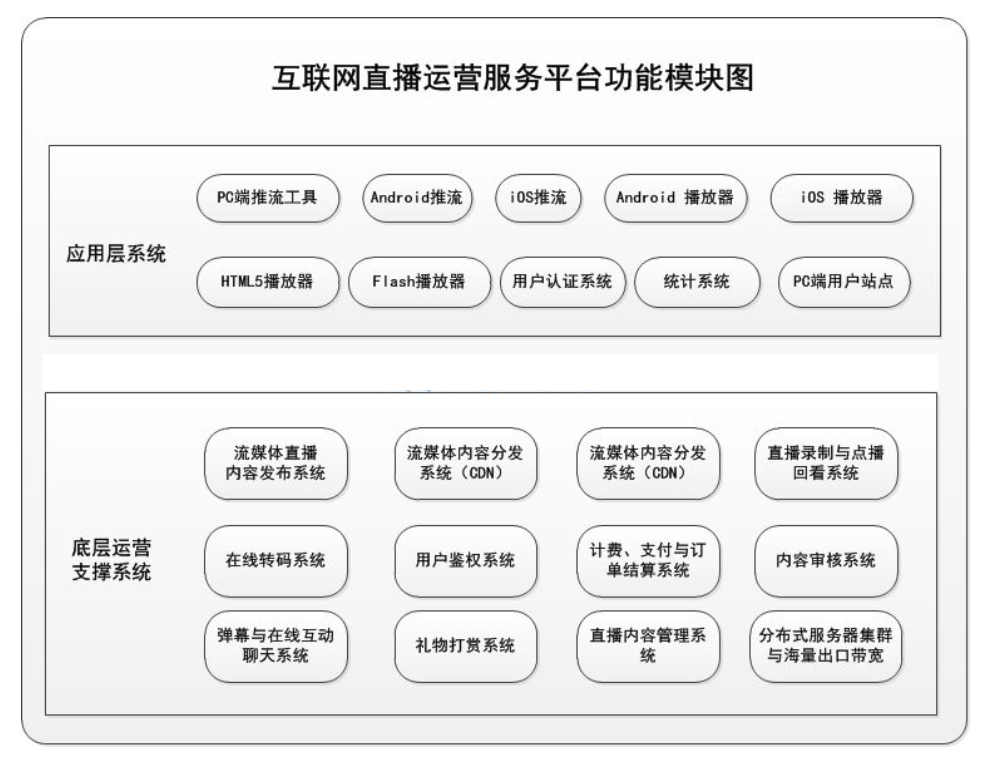 互联网直播运营服务平台功能模块图
应用层系统
PC端推流工具
Android推流
iOS推流
Android 播放器
iOS 播放器
HTML5播放器
Flash播放器
用户认证系统
统计系统
PC端用户站点
底层运营
支撑系统
流媒体直播
内容发布系统
流媒体内容分发
系统（CDN）
流媒体内容分发
系统（CDN）
直播录制与点播
回看系统
在线转码系统
用户鉴权系统
计费、支付与订
单结算系统
内容审核系统
弹幕与在线互动
聊天系统
礼物打赏系统
直播内容管理系
统
分布式服务器集群
与海量出口带宽